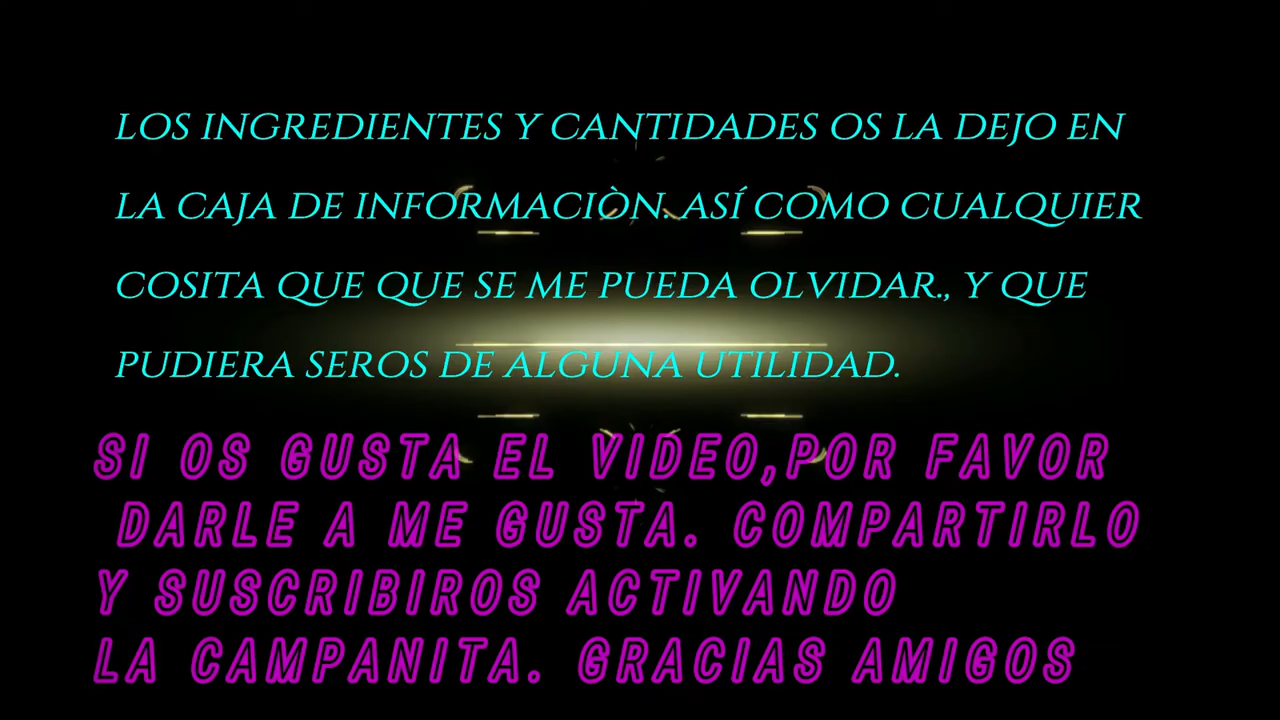 LOS INGREDIENTES Y CANTIDADES OS LA DEJO EN
LA CAJA DE INFORMACIÒN. ASÍ COMO CUALQUIER
COSITA QUE QUE SE ME PUEDA OLVIDAR., Y QUE
PUDIERA SEROS DE ALGUNA UTILIDAD.
SI OS GUSTA EL VIDEO,POR FAVOR
DARLE A ME GUSTA. COMPARTIRLO
Y SUSCRIBIROS ACTIVANDO
LA CAMPANITA. GRACIAS AMIGOS